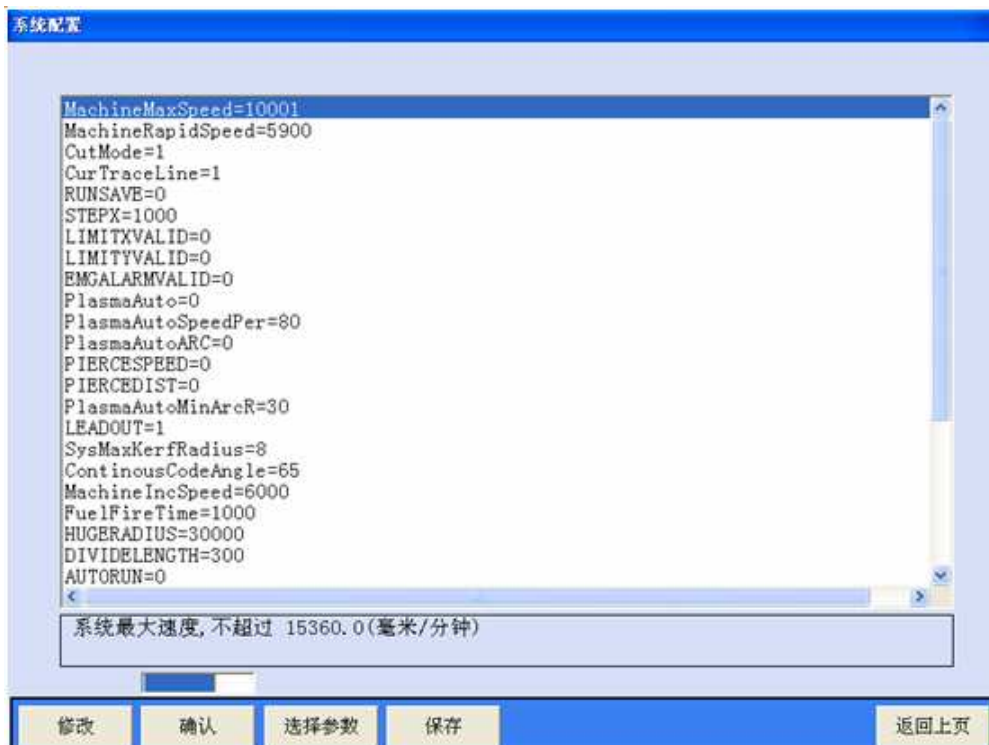 系统配置
MachineMaxSpeed=10001
MachineRapidSpeed=5900
CutMode=1
CurTraceLine=1
RUNSAVE=0
STEPX=1000
LIMITXVALID=0
LIMITYVALID=0
EMGALARMVALID=0
PlasmaAuto=0
PlasmaAutoSpeedPer=80
PlasmaAutoARC=0
PIERCESPEED=0
PIERCEDIST=0
PlasmaAutoMinArcR=30
LEADOUT=1
SysMaxKerfRadius=8
ContinousCodeAngle=65
MachineIncSpeed=6000
FuelFireTime=1000
HUGERADIUS=30000
DIVIDELENGTH=300
AUTORUN=0
系统最大速度,不超过 15360.0(毫米/分钟)
修改 确认 选择参数 保存 返回上页